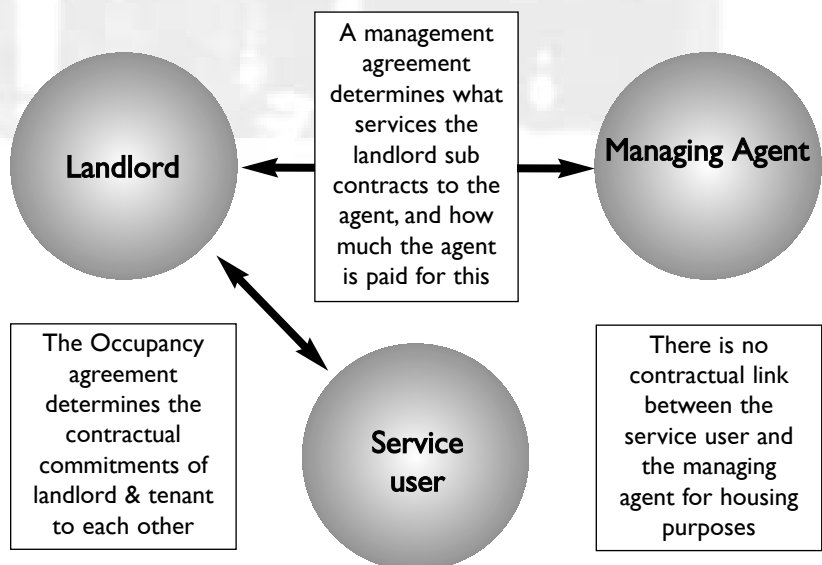 A management
agreement
determines what
services the
landlord sub
contracts to the
agent, and how
much the agent
is paid for this
Landlord
Managing Agent
The Occupancy
agreement
determines the
contractual
commitments of
landlord & tenant
to each other
Service
user
There is no
contractual link
between the
service user and
the managing
agent for housing
purposes